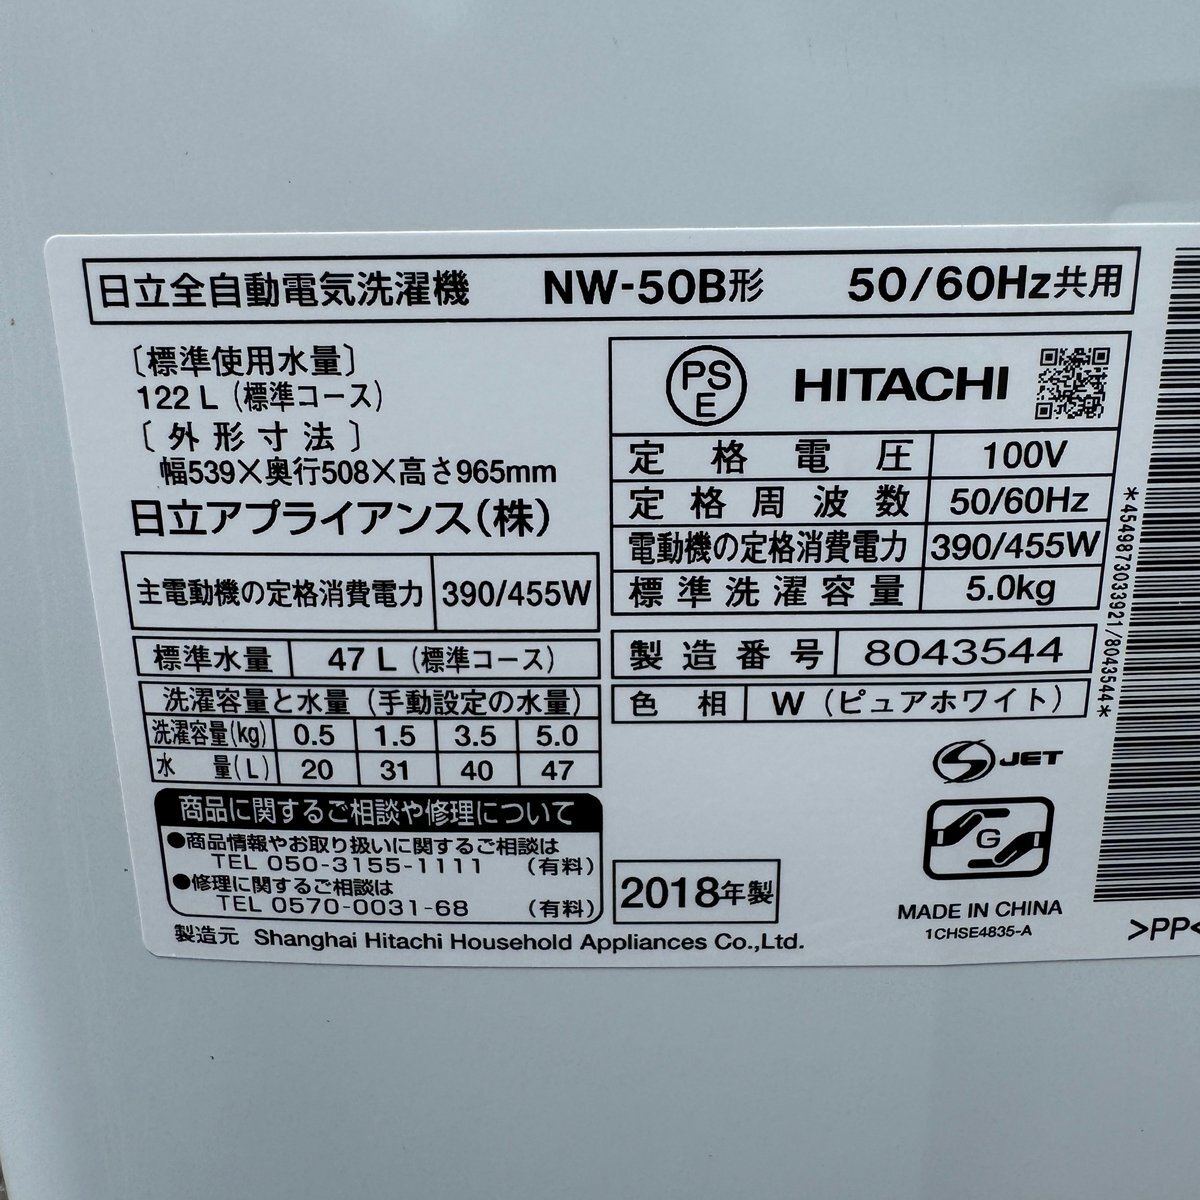 日立全自動電気洗濯機 NW-50B形 50/60Hz共用
〔標準使用水量〕
122 L (標準コース)
〔外形寸法〕
幅539×奥行508×高さ965mm
日立アプライアンス(株)
主電動機の定格消費電力 390/455W
標準水量 47 L (標準コース)
洗濯容量と水量 (手動設定の水量)
洗濯容量(kg) 0.5 1.5 3.5 5.0
水量(L) 20 31 40 47
商品に関するご相談や修理について
●商品情報やお取り扱いに関するご相談は
TEL 050-3155-1111 (有料)
●修理に関するご相談は
TEL 0570-0031-68 (有料)
製造元 Shanghai Hitachi Household Appliances Co.,Ltd.
PSE HITACHI
定格電圧 100V
定格周波数 50/60Hz
電動機の定格消費電力 390/455W
標準洗濯容量 5.0kg
製造番号 8043544
色相 W (ピュアホワイト)
S JET
G
2018年製
MADE IN CHINA
1CHSE4835-A
*4549873033921/8043544*
>PP<